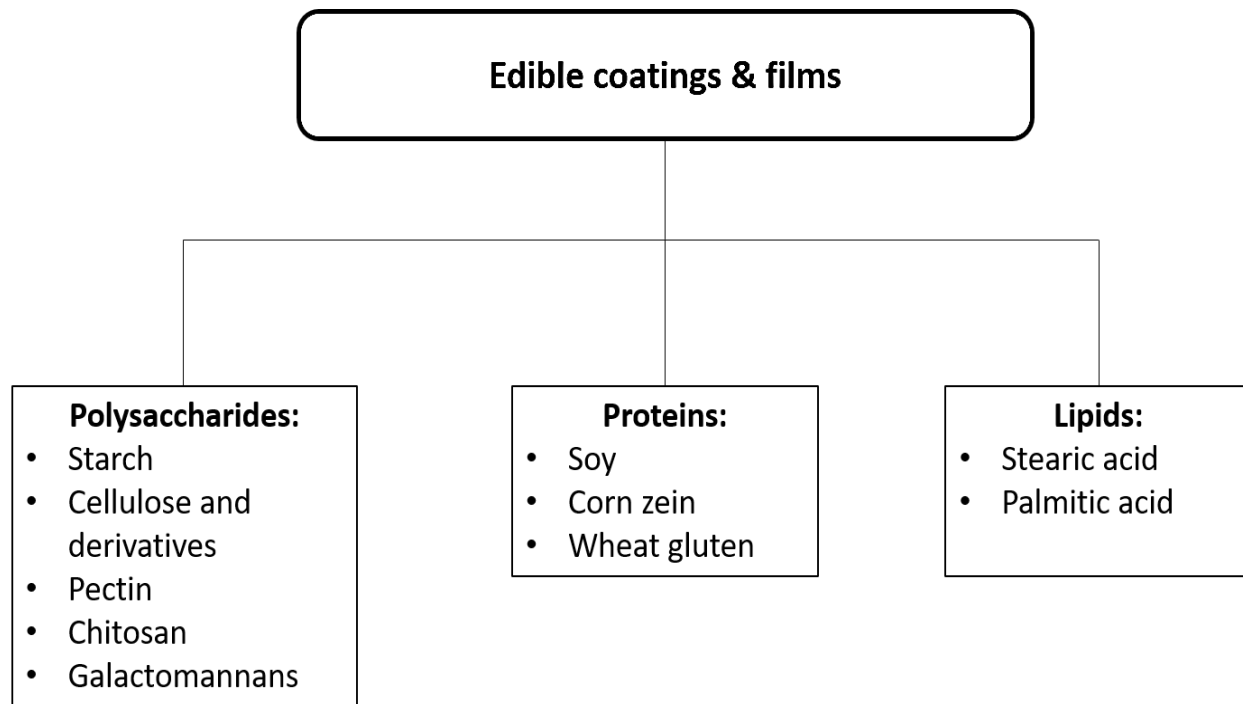 Edible coatings & films
Polysaccharides:
• Starch
• Cellulose and
derivatives
• Pectin
• Chitosan
• Galactomannans
Proteins:
• Soy
• Corn zein
• Wheat gluten
Lipids:
• Stearic acid
• Palmitic acid